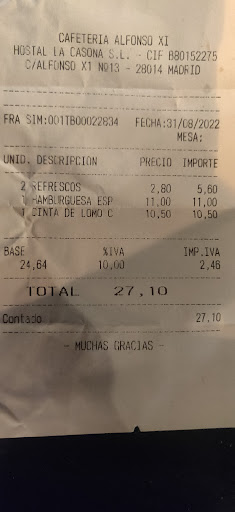 CAFETERIA ALFONSO XI
HOSTAL LA CASONA S.L. - CIF B80152275
C/ALFONSO X1 Nº13 - 28014 MADRID
FRA SIM:001TB00022834 FECHA:31/08/2022
MESA:
UNID. DESCRIPCION PRECIO IMPORTE
2 REFRESCOS 2,80 5,60
1 HAMBURGUESA ESP 11,00 11,00
1 CINTA DE LOMO C 10,50 10,50
BASE %IVA IMP.IVA
24,64 10,00 2,46
TOTAL 27,10
Contado 27,10
- MUCHAS GRACIAS -